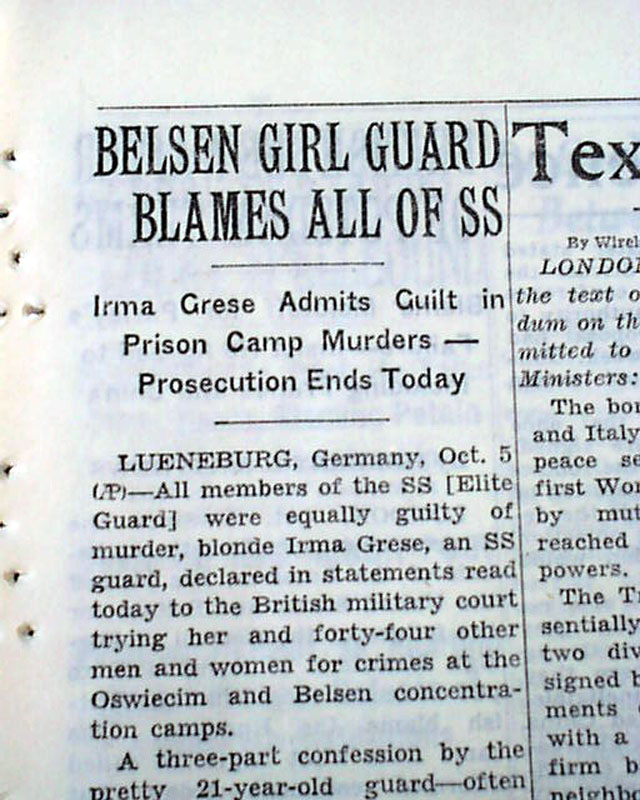 BELSEN GIRL GUARD
BLAMES ALL OF SS
Irma Grese Admits Guilt in
Prison Camp Murders —
Prosecution Ends Today
LUENEBURG, Germany, Oct. 5
(AP)—All members of the SS [Elite
Guard] were equally guilty of
murder, blonde Irma Grese, an SS
guard, declared in statements read
today to the British military court
trying her and forty-four other
men and women for crimes at the
Oswiecim and Belsen concentra-
tion camps.
A three-part confession by the
pretty 21-year-old guard—often
Tex
By Wirel
LONDON
the text o
dum on th
mitted to
Ministers:
The bo
and Italy
peace se
first Wor
by mut
reached
powers.
The Tr
sentially
two div
signed b
ments
with a
firm b
neighb